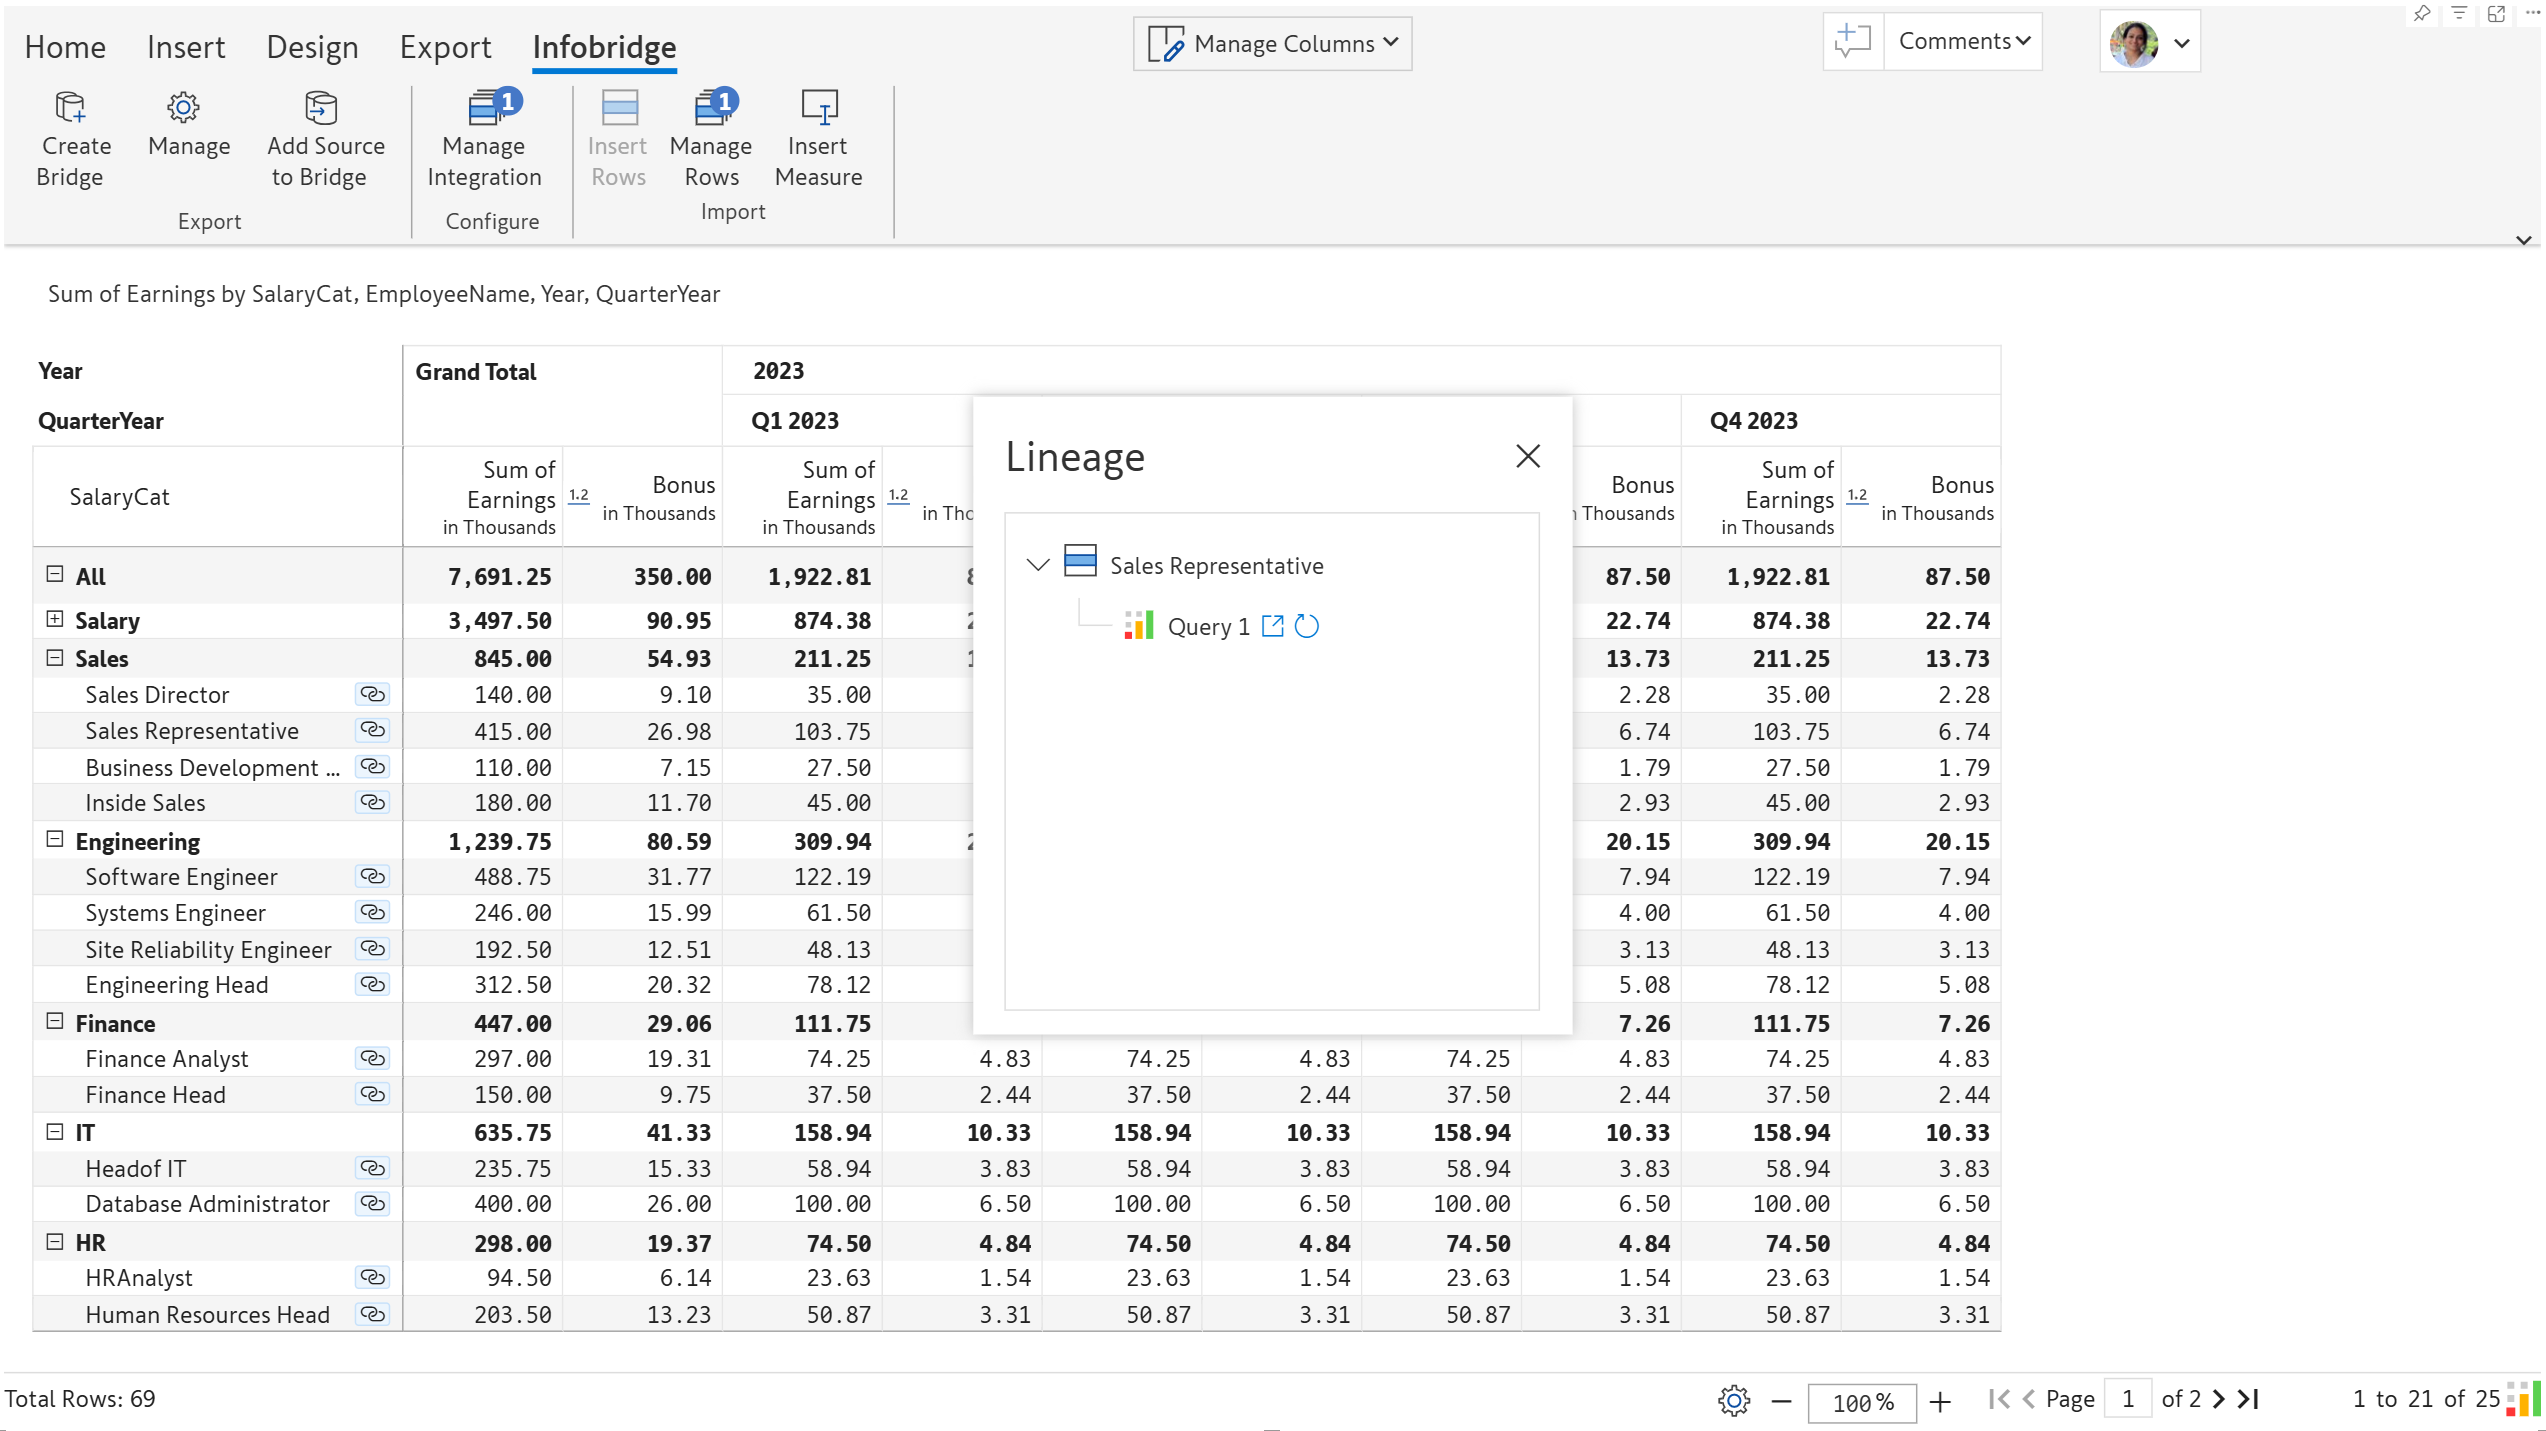 Home Insert Design Export Infobridge Manage Columns Comments
1 1
Create Bridge Manage Add Source to Bridge Manage Integration Insert Rows Manage Rows Insert Measure
Export Configure Import
Sum of Earnings by SalaryCat, EmployeeName, Year, QuarterYear
Year Grand Total 2023
QuarterYear Q1 2023 Q4 2023
SalaryCat Sum of Earnings in Thousands 1.2 Bonus in Thousands Sum of Earnings in Thousands 1.2 in Bonus Thousands Sum of Earnings in Thousands 1.2 Bonus in Thousands
All 7,691.25 350.00 1,922.81 87.50 1,922.81 87.50
Salary 3,497.50 90.95 874.38 22.74 874.38 22.74
Sales 845.00 54.93 211.25 13.73 211.25 13.73
Sales Director 140.00 9.10 35.00 2.28 35.00 2.28
Sales Representative 415.00 26.98 103.75 6.74 103.75 6.74
Business Development ... 110.00 7.15 27.50 1.79 27.50 1.79
Inside Sales 180.00 11.70 45.00 2.93 45.00 2.93
Engineering 1,239.75 80.59 309.94 20.15 309.94 20.15
Software Engineer 488.75 31.77 122.19 7.94 122.19 7.94
Systems Engineer 246.00 15.99 61.50 4.00 61.50 4.00
Site Reliability Engineer 192.50 12.51 48.13 3.13 48.13 3.13
Engineering Head 312.50 20.32 78.12 5.08 78.12 5.08
Finance 447.00 29.06 111.75 7.26 111.75 7.26
Finance Analyst 297.00 19.31 74.25 4.83 74.25 4.83 74.25 4.83 74.25 4.83
Finance Head 150.00 9.75 37.50 2.44 37.50 2.44 37.50 2.44 37.50 2.44
IT 635.75 41.33 158.94 10.33 158.94 10.33 158.94 10.33 158.94 10.33
Headof IT 235.75 15.33 58.94 3.83 58.94 3.83 58.94 3.83 58.94 3.83
Database Administrator 400.00 26.00 100.00 6.50 100.00 6.50 100.00 6.50 100.00 6.50
HR 298.00 19.37 74.50 4.84 74.50 4.84 74.50 4.84 74.50 4.84
HRAnalyst 94.50 6.14 23.63 1.54 23.63 1.54 23.63 1.54 23.63 1.54
Human Resources Head 203.50 13.23 50.87 3.31 50.87 3.31 50.87 3.31 50.87 3.31
Lineage
Sales Representative
Query 1
Total Rows: 69 100 % Page 1 of 2 1 to 21 of 25